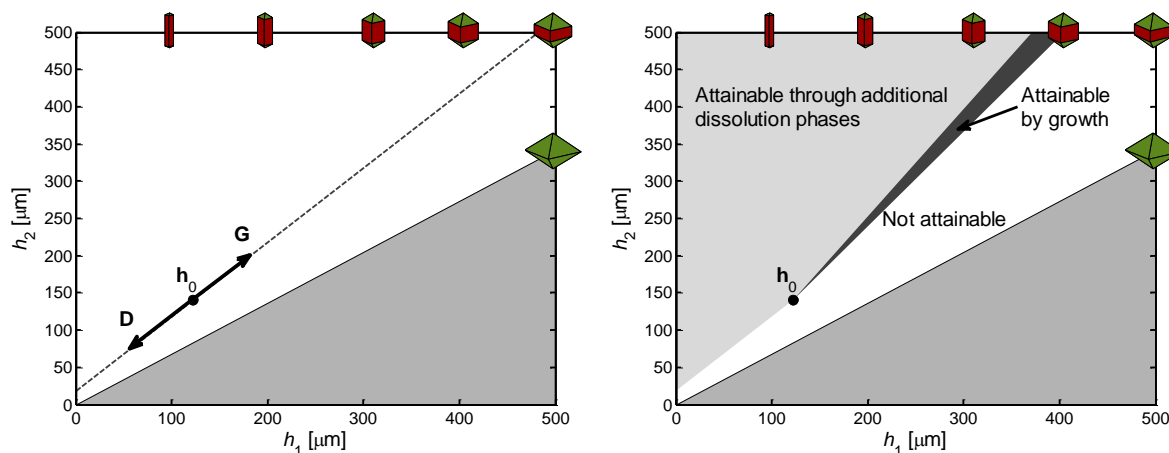 500
450
400
350
300
250
200
150
100
50
0
h2 [μm]
G
h0
D
0 100 200 300 400 500
h1 [μm]
500
450
400
350
300
250
200
150
100
50
0
h2 [μm]
Attainable through additional
dissolution phases
Attainable
by growth
Not attainable
h0
0 100 200 300 400 500
h1 [μm]